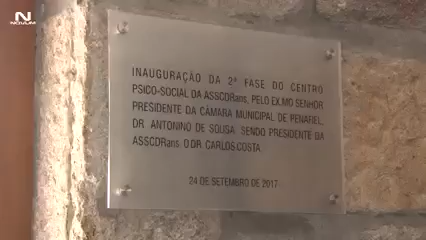 N
NOVUM
INAUGURAÇÃO DA 2ª FASE DO CENTRO
PSICO-SOCIAL DA ASSCDRans, PELO EX.MO SENHOR
PRESIDENTE DA CÂMARA MUNICIPAL DE PENAFIEL,
DR. ANTONINO DE SOUSA, SENDO PRESIDENTE DA
ASSCDRans O DR. CARLOS COSTA.
24 DE SETEMBRO DE 2017